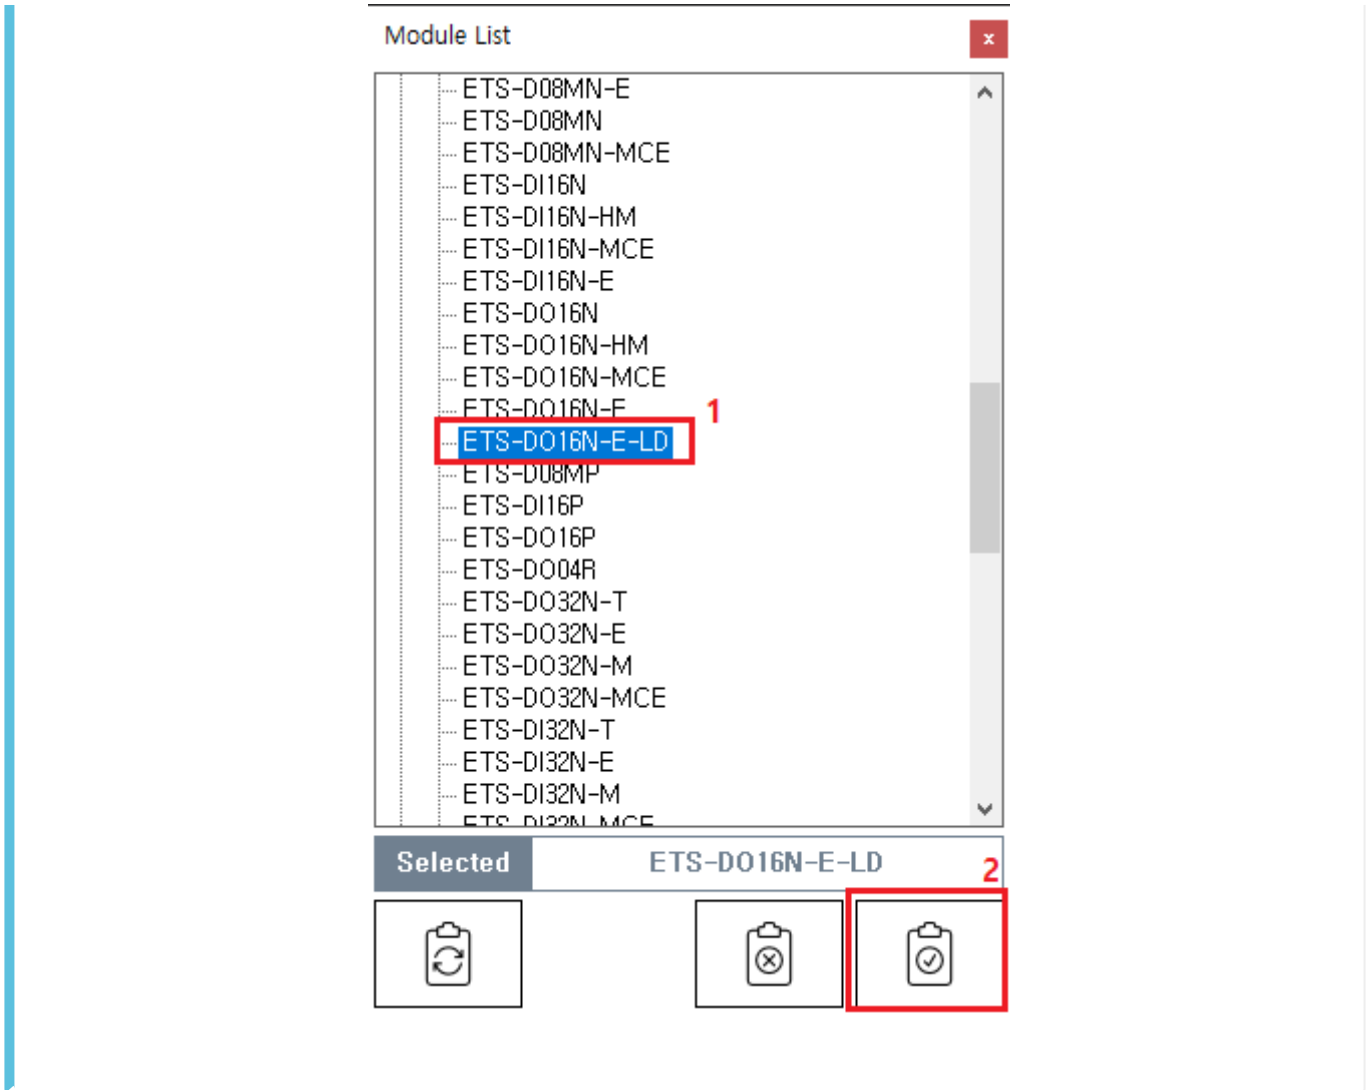 Module List
x
ETS-D08MN-E
ETS-D08MN
ETS-D08MN-MCE
ETS-DI16N
ETS-DI16N-HM
ETS-DI16N-MCE
ETS-DI16N-E
ETS-DO16N
ETS-DO16N-HM
ETS-DO16N-MCE
ETS-DO16N-E
1
ETS-DO16N-E-LD
ETS-D08MP
ETS-DI16P
ETS-DO16P
ETS-DO04R
ETS-DO32N-T
ETS-DO32N-E
ETS-DO32N-M
ETS-DO32N-MCE
ETS-DI32N-T
ETS-DI32N-E
ETS-DI32N-M
ETS-DI32N-MCE
Selected ETS-DO16N-E-LD
2